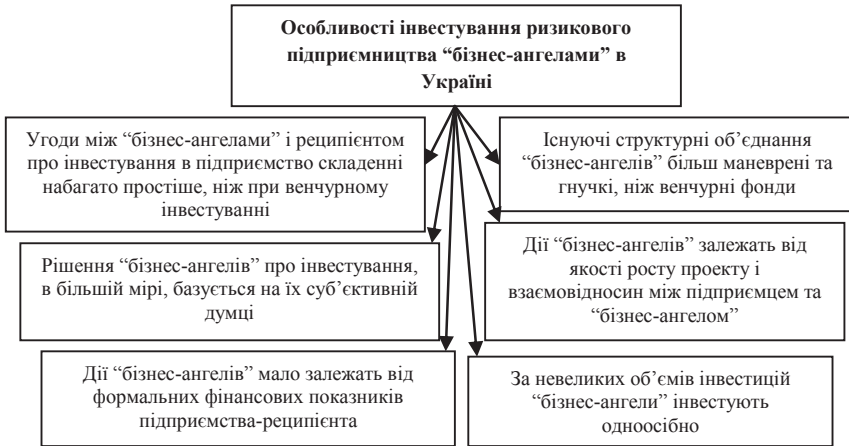 Особливості інвестування ризикового
підприємництва “бізнес-ангелами” в
Україні
Угоди між “бізнес-ангелами” і реципієнтом
про інвестування в підприємство складенні
набагато простіше, ніж при венчурному
інвестуванні
Існуючі структурні об’єднання
“бізнес-ангелів” більш маневрені та
гнучкі, ніж венчурні фонди
Рішення “бізнес-ангелів” про інвестування,
в більшій мірі, базується на їх суб’єктивній
думці
Дії “бізнес-ангелів” залежать від
якості росту проекту і
взаємовідносин між підприємцем та
“бізнес-ангелом”
Дії “бізнес-ангелів” мало залежать від
формальних фінансових показників
підприємства-реципієнта
За невеликих об’ємів інвестицій
“бізнес-ангели” інвестують
одноосібно